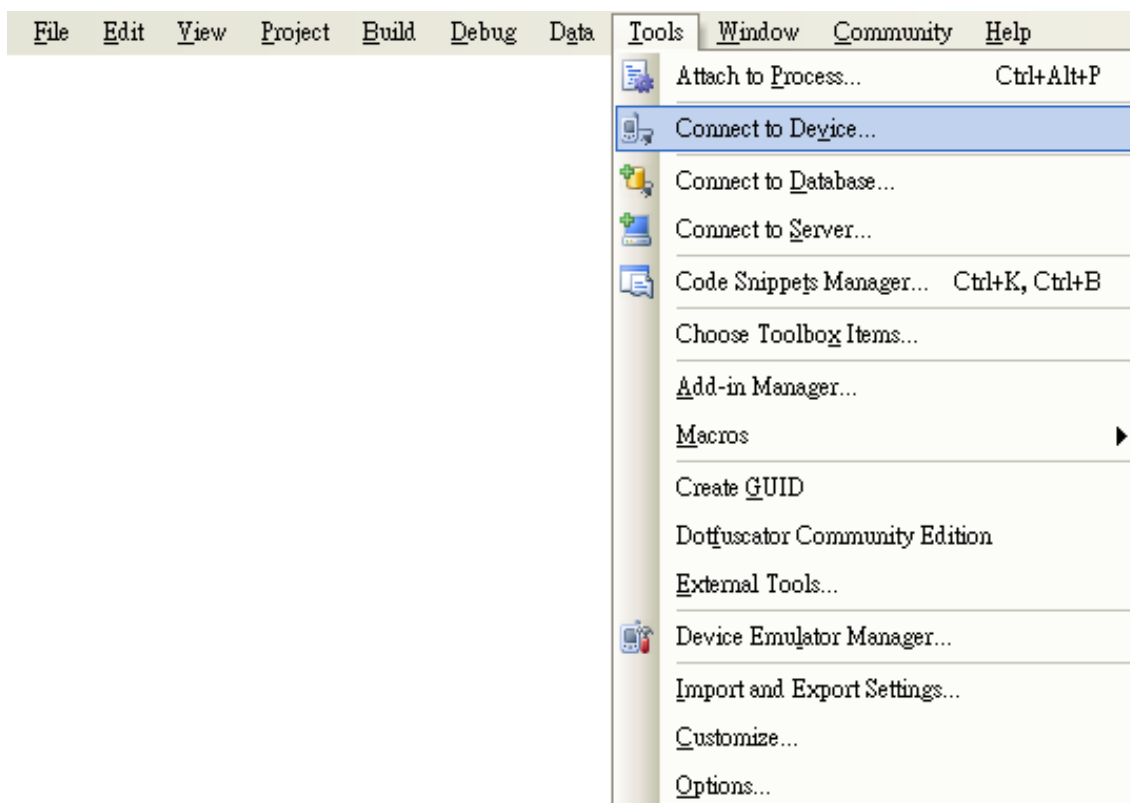 File Edit View Project Build Debug Data Tools Window Community Help
Attach to Process... Ctrl+Alt+P
Connect to Device...
Connect to Database...
Connect to Server...
Code Snippets Manager... Ctrl+K, Ctrl+B
Choose Toolbox Items...
Add-in Manager...
Macros
Create GUID
Dotfuscator Community Edition
External Tools...
Device Emulator Manager...
Import and Export Settings...
Customize...
Options...